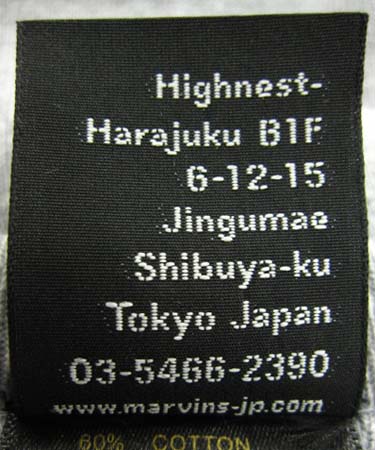 Highnest-
Harajuku B1F
6-12-15
Jingumae
Shibuya-ku
Tokyo Japan
03-5466-2390
www.marvins-jp.com
60% COTTON